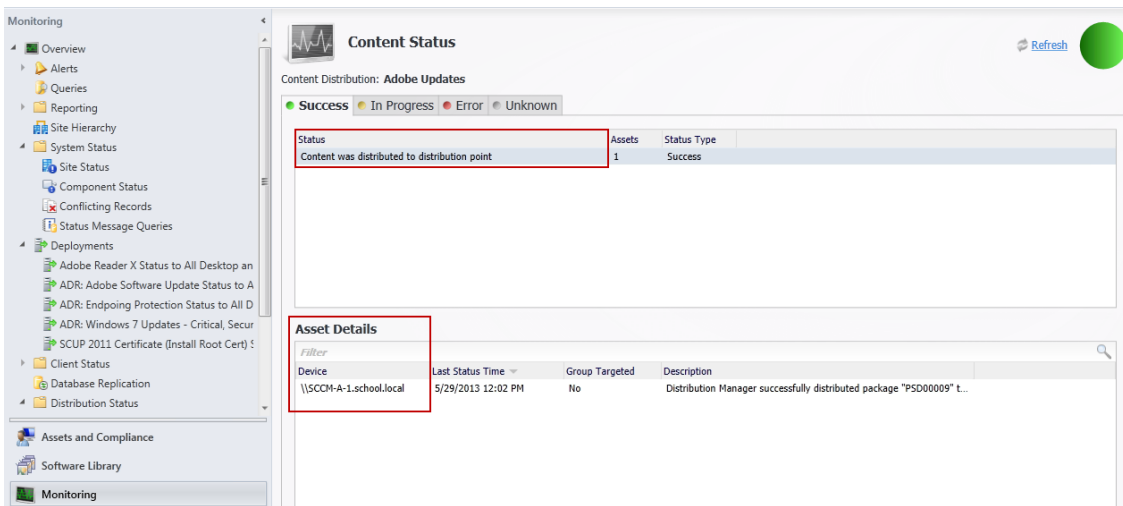 Monitoring
Overview
Alerts
Queries
Reporting
Site Hierarchy
System Status
Site Status
Component Status
Conflicting Records
Status Message Queries
Deployments
Adobe Reader X Status to All Desktop an
ADR: Adobe Software Update Status to A
ADR: Endpoing Protection Status to All D
ADR: Windows 7 Updates - Critical, Secur
SCUP 2011 Certificate (Install Root Cert) S
Client Status
Database Replication
Distribution Status
Assets and Compliance
Software Library
Monitoring
Content Status
Refresh
Content Distribution: Adobe Updates
Success In Progress Error Unknown
Status Assets Status Type
Content was distributed to distribution point 1 Success
Asset Details
Filter
Device Last Status Time Group Targeted Description
\\SCCM-A-1.school.local 5/29/2013 12:02 PM No Distribution Manager successfully distributed package "PSD00009" t...